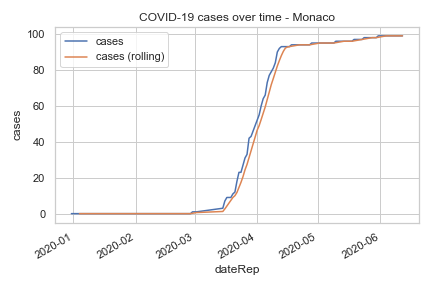 COVID-19 cases over time - Monaco
cases
cases (rolling)
100
80
60
40
20
0
cases
2020-01
2020-02
2020-03
2020-04
2020-05
2020-06
dateRep